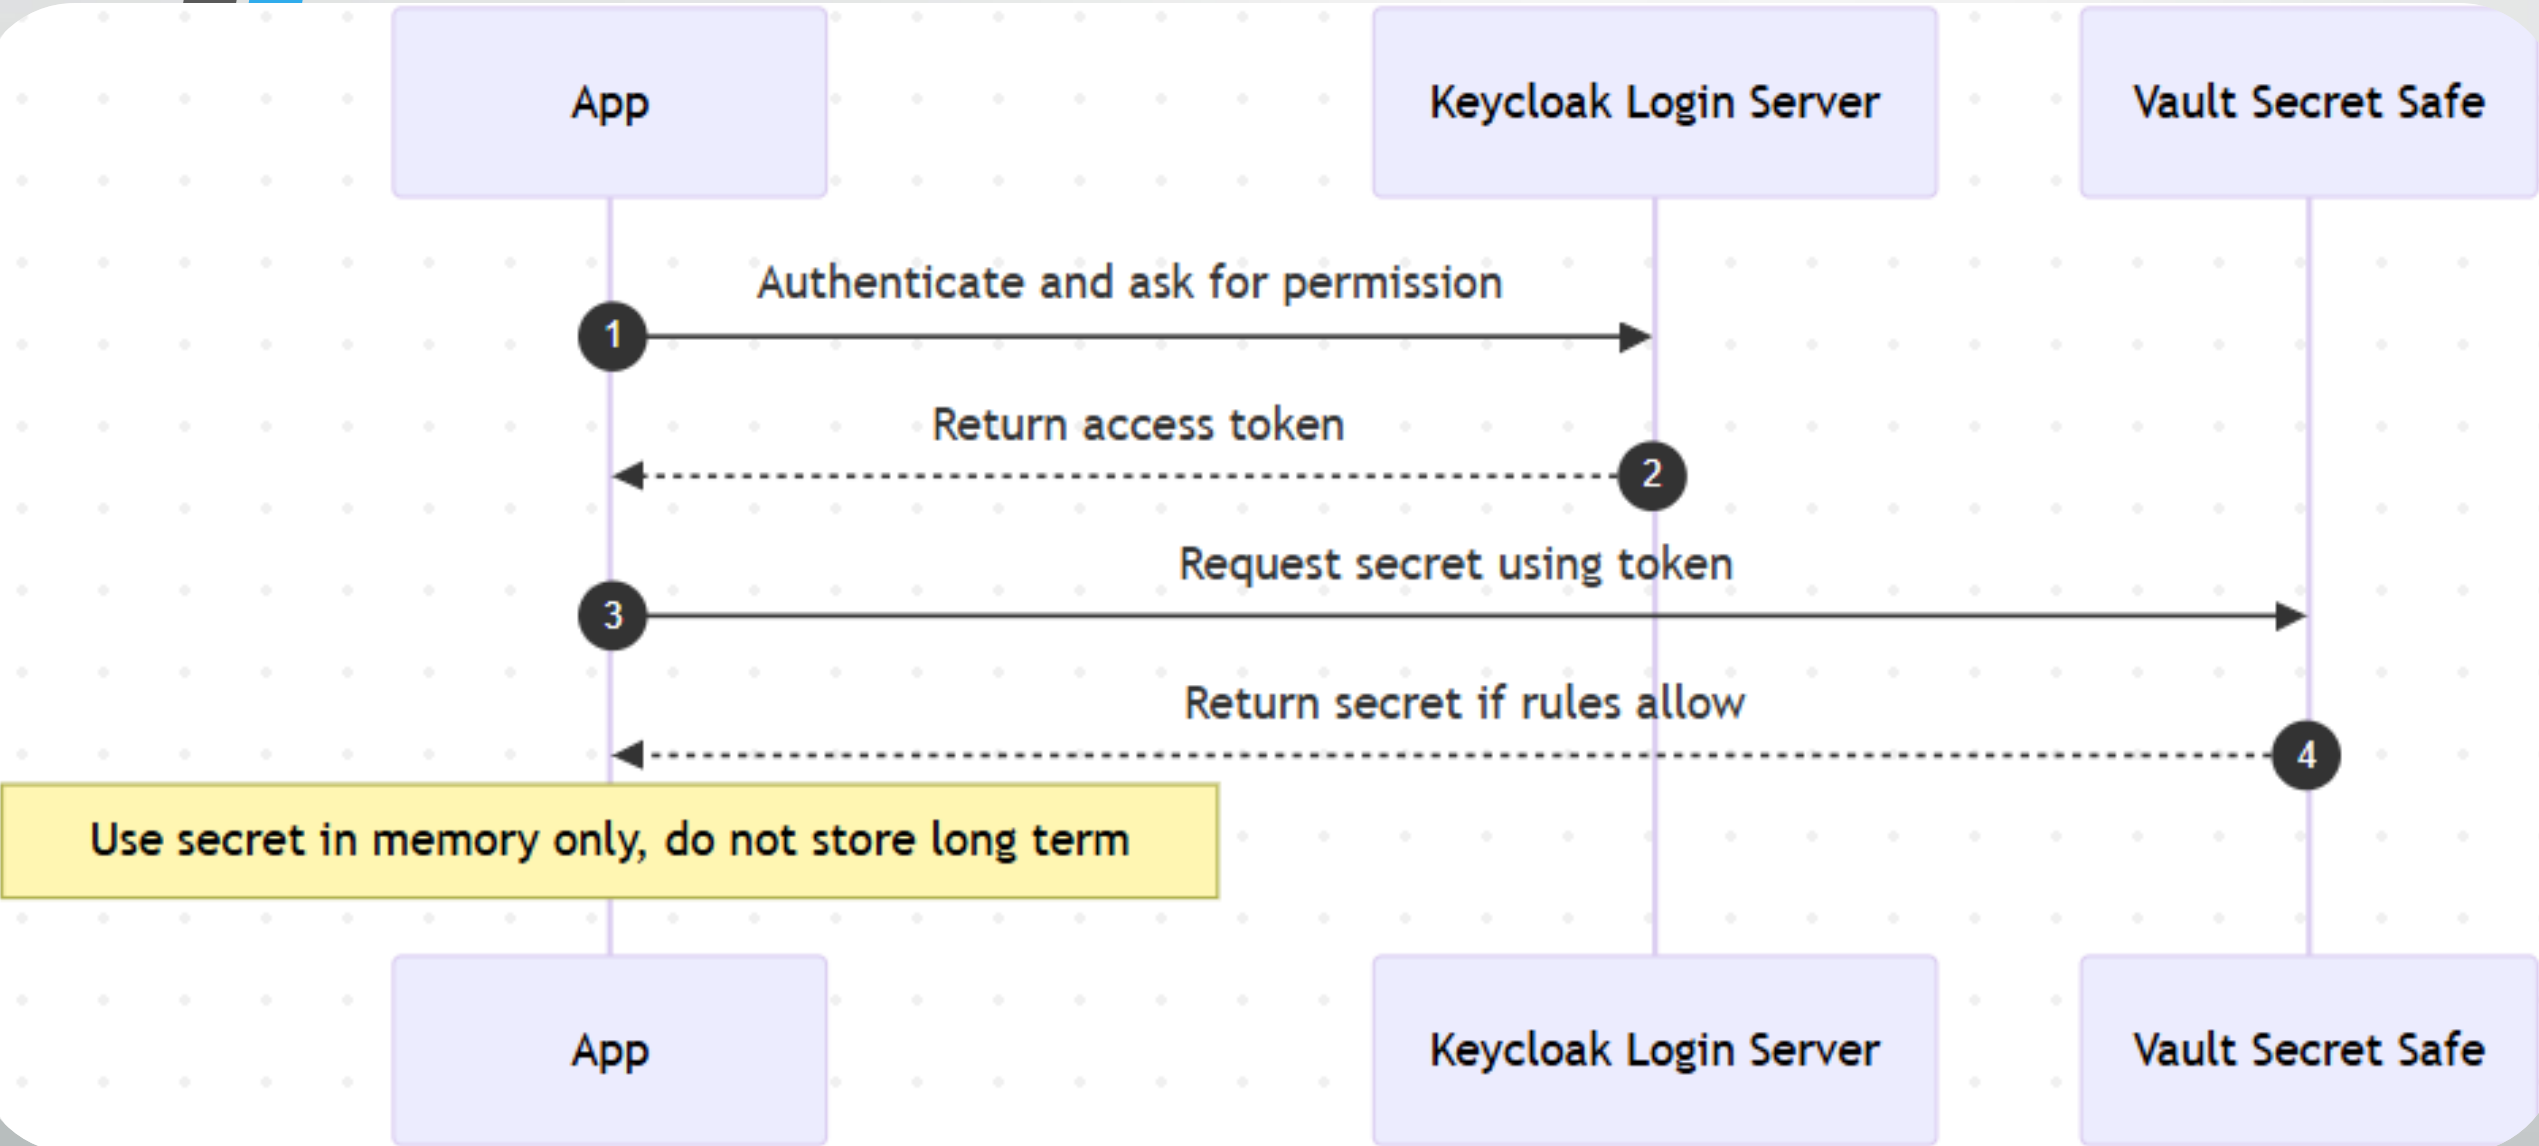 App
Keycloak Login Server
Vault Secret Safe
Authenticate and ask for permission
1
Return access token
2
Request secret using token
3
Return secret if rules allow
4
Use secret in memory only, do not store long term
App
Keycloak Login Server
Vault Secret Safe